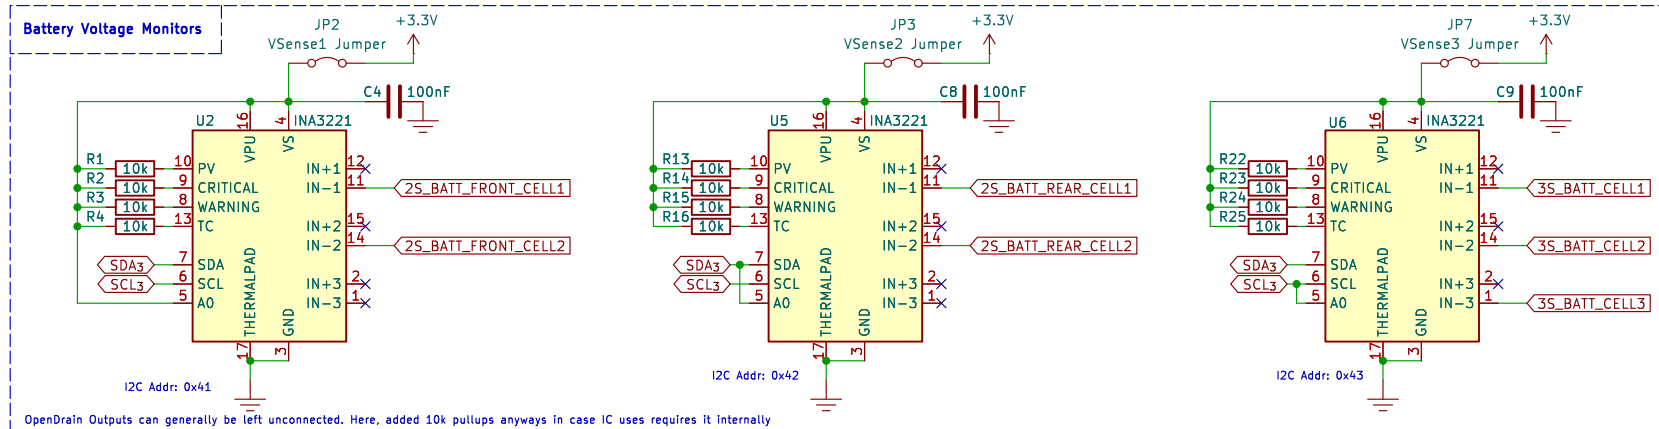 Battery Voltage Monitors
JP2
VSense1 Jumper
+3.3V
C4
100nF
U2
INA3221
16
4
VPU
VS
R1
10k
10
PV
R2
10k
9
CRITICAL
R3
10k
8
WARNING
R4
10k
13
TC
SDA3
7
SDA
SCL3
6
SCL
5
A0
IN+1
12
IN-1
11
2S_BATT_FRONT_CELL1
IN+2
15
IN-2
14
2S_BATT_FRONT_CELL2
IN+3
2
IN-3
1
THERMALPAD
GND
17
3
I2C Addr: 0x41
JP3
VSense2 Jumper
+3.3V
C8
100nF
U5
INA3221
16
4
VPU
VS
R13
10k
10
PV
R14
10k
9
CRITICAL
R15
10k
8
WARNING
R16
10k
13
TC
SDA3
7
SDA
SCL3
6
SCL
5
A0
IN+1
12
IN-1
11
2S_BATT_REAR_CELL1
IN+2
15
IN-2
14
2S_BATT_REAR_CELL2
IN+3
2
IN-3
1
THERMALPAD
GND
17
3
I2C Addr: 0x42
JP7
VSense3 Jumper
+3.3V
C9
100nF
U6
INA3221
16
4
VPU
VS
R22
10k
10
PV
R23
10k
9
CRITICAL
R24
10k
8
WARNING
R25
10k
13
TC
SDA3
7
SDA
SCL3
6
SCL
5
A0
IN+1
12
IN-1
11
3S_BATT_CELL1
IN+2
15
IN-2
14
3S_BATT_CELL2
IN+3
2
IN-3
1
3S_BATT_CELL3
THERMALPAD
GND
17
3
I2C Addr: 0x43
OpenDrain Outputs can generally be left unconnected. Here, added 10k pullups anyways in case IC uses requires it internally